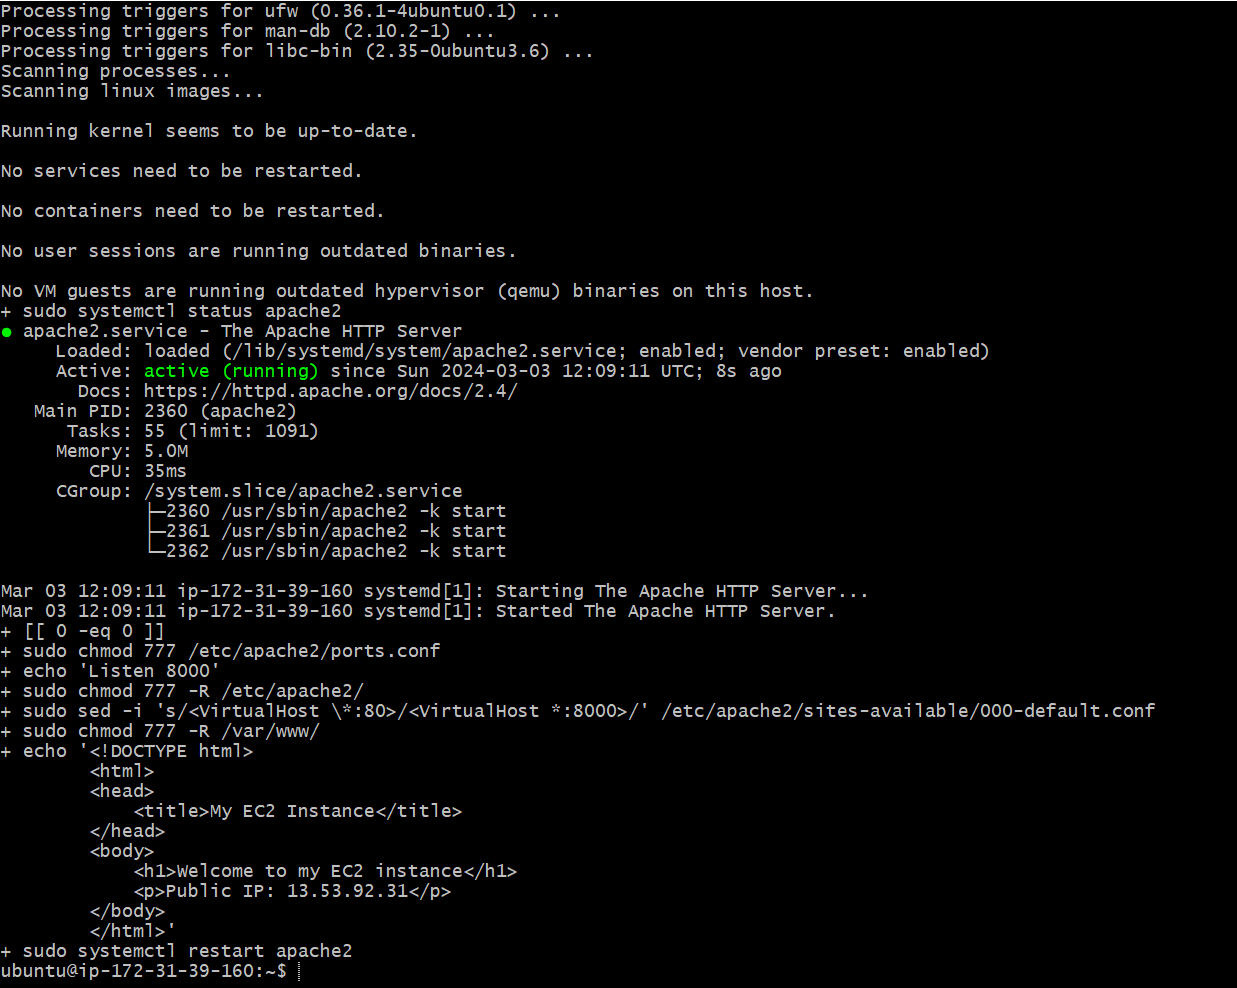 Processing triggers for ufw (0.36.1-4ubuntu0.1) ...
Processing triggers for man-db (2.10.2-1) ...
Processing triggers for libc-bin (2.35-0ubuntu3.6) ...
Scanning processes...
Scanning linux images...

Running kernel seems to be up-to-date.

No services need to be restarted.

No containers need to be restarted.

No user sessions are running outdated binaries.

No VM guests are running outdated hypervisor (qemu) binaries on this host.
+ sudo systemctl status apache2
● apache2.service - The Apache HTTP Server
     Loaded: loaded (/lib/systemd/system/apache2.service; enabled; vendor preset: enabled)
     Active: active (running) since Sun 2024-03-03 12:09:11 UTC; 8s ago
       Docs: https://httpd.apache.org/docs/2.4/
   Main PID: 2360 (apache2)
      Tasks: 55 (limit: 1091)
     Memory: 5.0M
        CPU: 35ms
     CGroup: /system.slice/apache2.service
             ├─2360 /usr/sbin/apache2 -k start
             ├─2361 /usr/sbin/apache2 -k start
             └─2362 /usr/sbin/apache2 -k start

Mar 03 12:09:11 ip-172-31-39-160 systemd[1]: Starting The Apache HTTP Server...
Mar 03 12:09:11 ip-172-31-39-160 systemd[1]: Started The Apache HTTP Server.
+ [[ 0 -eq 0 ]]
+ sudo chmod 777 /etc/apache2/ports.conf
+ echo 'Listen 8000'
+ sudo chmod 777 -R /etc/apache2/
+ sudo sed -i 's/<VirtualHost \*:80>/<VirtualHost *:8000>/' /etc/apache2/sites-available/000-default.conf
+ sudo chmod 777 -R /var/www/
+ echo '<!DOCTYPE html>
        <html>
        <head>
            <title>My EC2 Instance</title>
        </head>
        <body>
            <h1>Welcome to my EC2 instance</h1>
            <p>Public IP: 13.53.92.31</p>
        </body>
        </html>'
+ sudo systemctl restart apache2
ubuntu@ip-172-31-39-160:~$